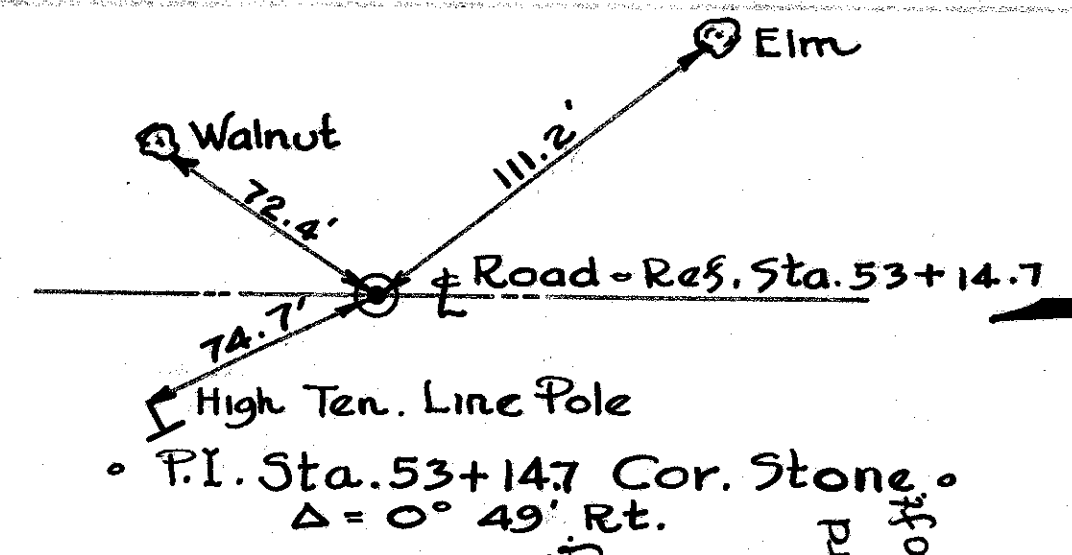 Elm
Walnut
111.2'
72.4'
℄ Road - Ref. Sta. 53+14.7
74.7'
High Ten. Line Pole
P.I. Sta. 53+14.7 Cor. Stone
Δ = 0° 49' Rt.